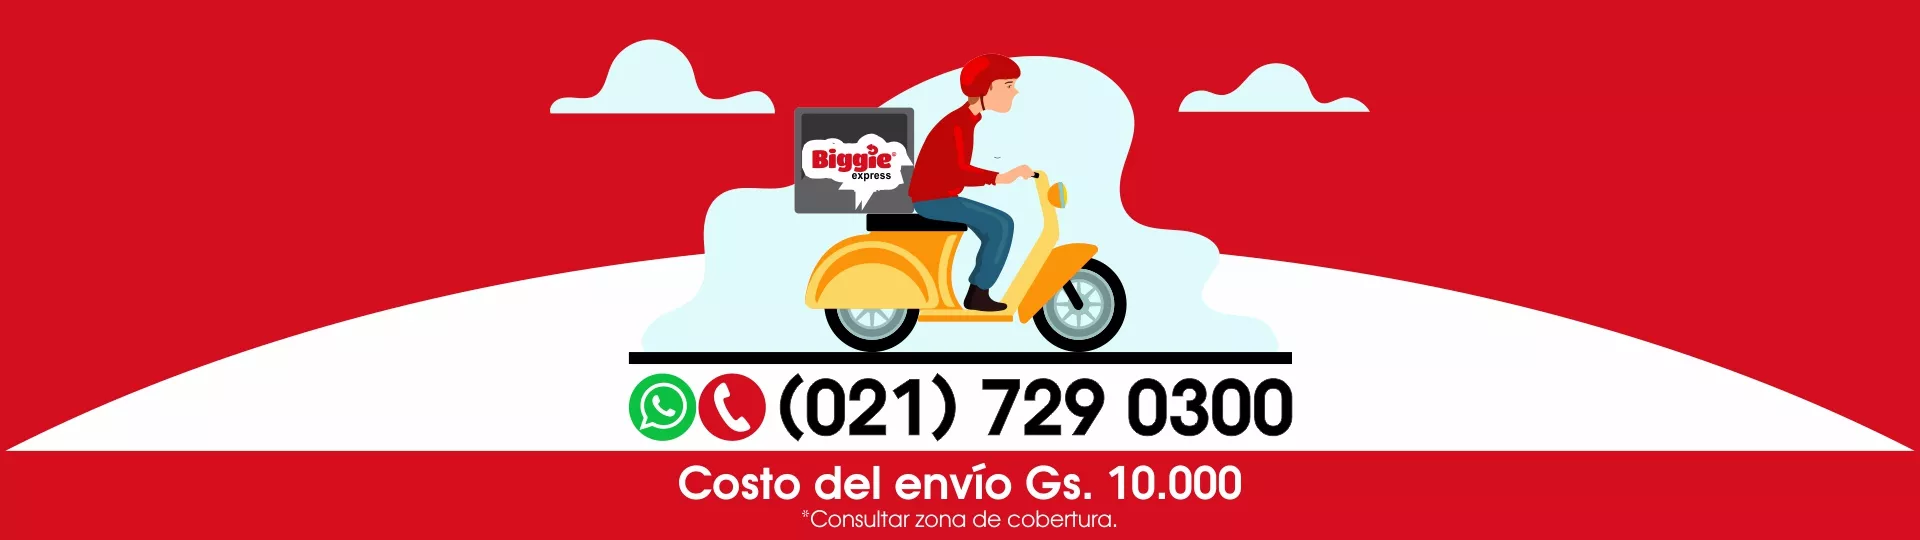 Biggie
express
(021) 729 0300
Costo del envío Gs. 10.000
*Consultar zona de cobertura.